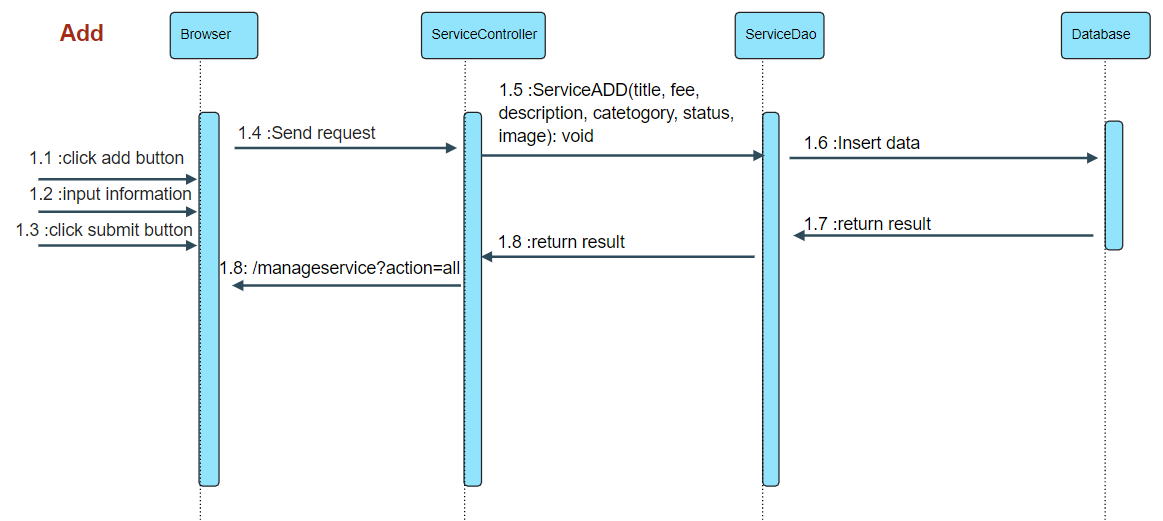 Add
Browser
ServiceController
ServiceDao
Database
1.5 :ServiceADD(title, fee,
description, catetogory, status,
image): void
1.4 :Send request
1.6 :Insert data
1.1 :click add button
1.2 :input information
1.3 :click submit button
1.7 :return result
1.8 :return result
1.8: /manageservice?action=all